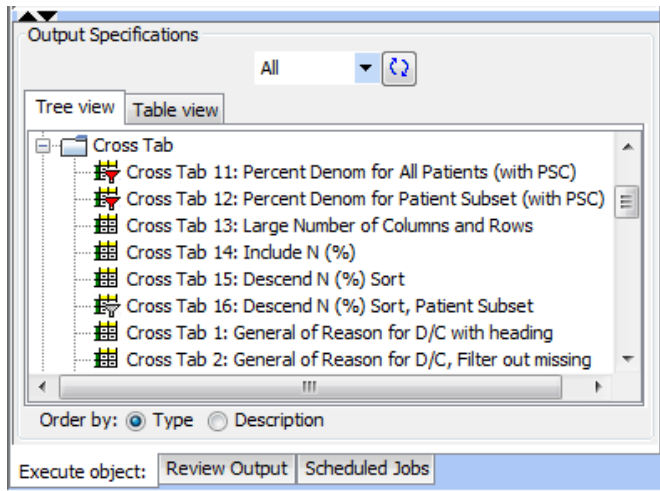 Output Specifications
All
Tree view Table view
Cross Tab
Cross Tab 11: Percent Denom for All Patients (with PSC)
Cross Tab 12: Percent Denom for Patient Subset (with PSC)
Cross Tab 13: Large Number of Columns and Rows
Cross Tab 14: Include N (%)
Cross Tab 15: Descend N (%) Sort
Cross Tab 16: Descend N (%) Sort, Patient Subset
Cross Tab 1: General of Reason for D/C with heading
Cross Tab 2: General of Reason for D/C, Filter out missing
Order by: Type Description
Execute object: Review Output Scheduled Jobs